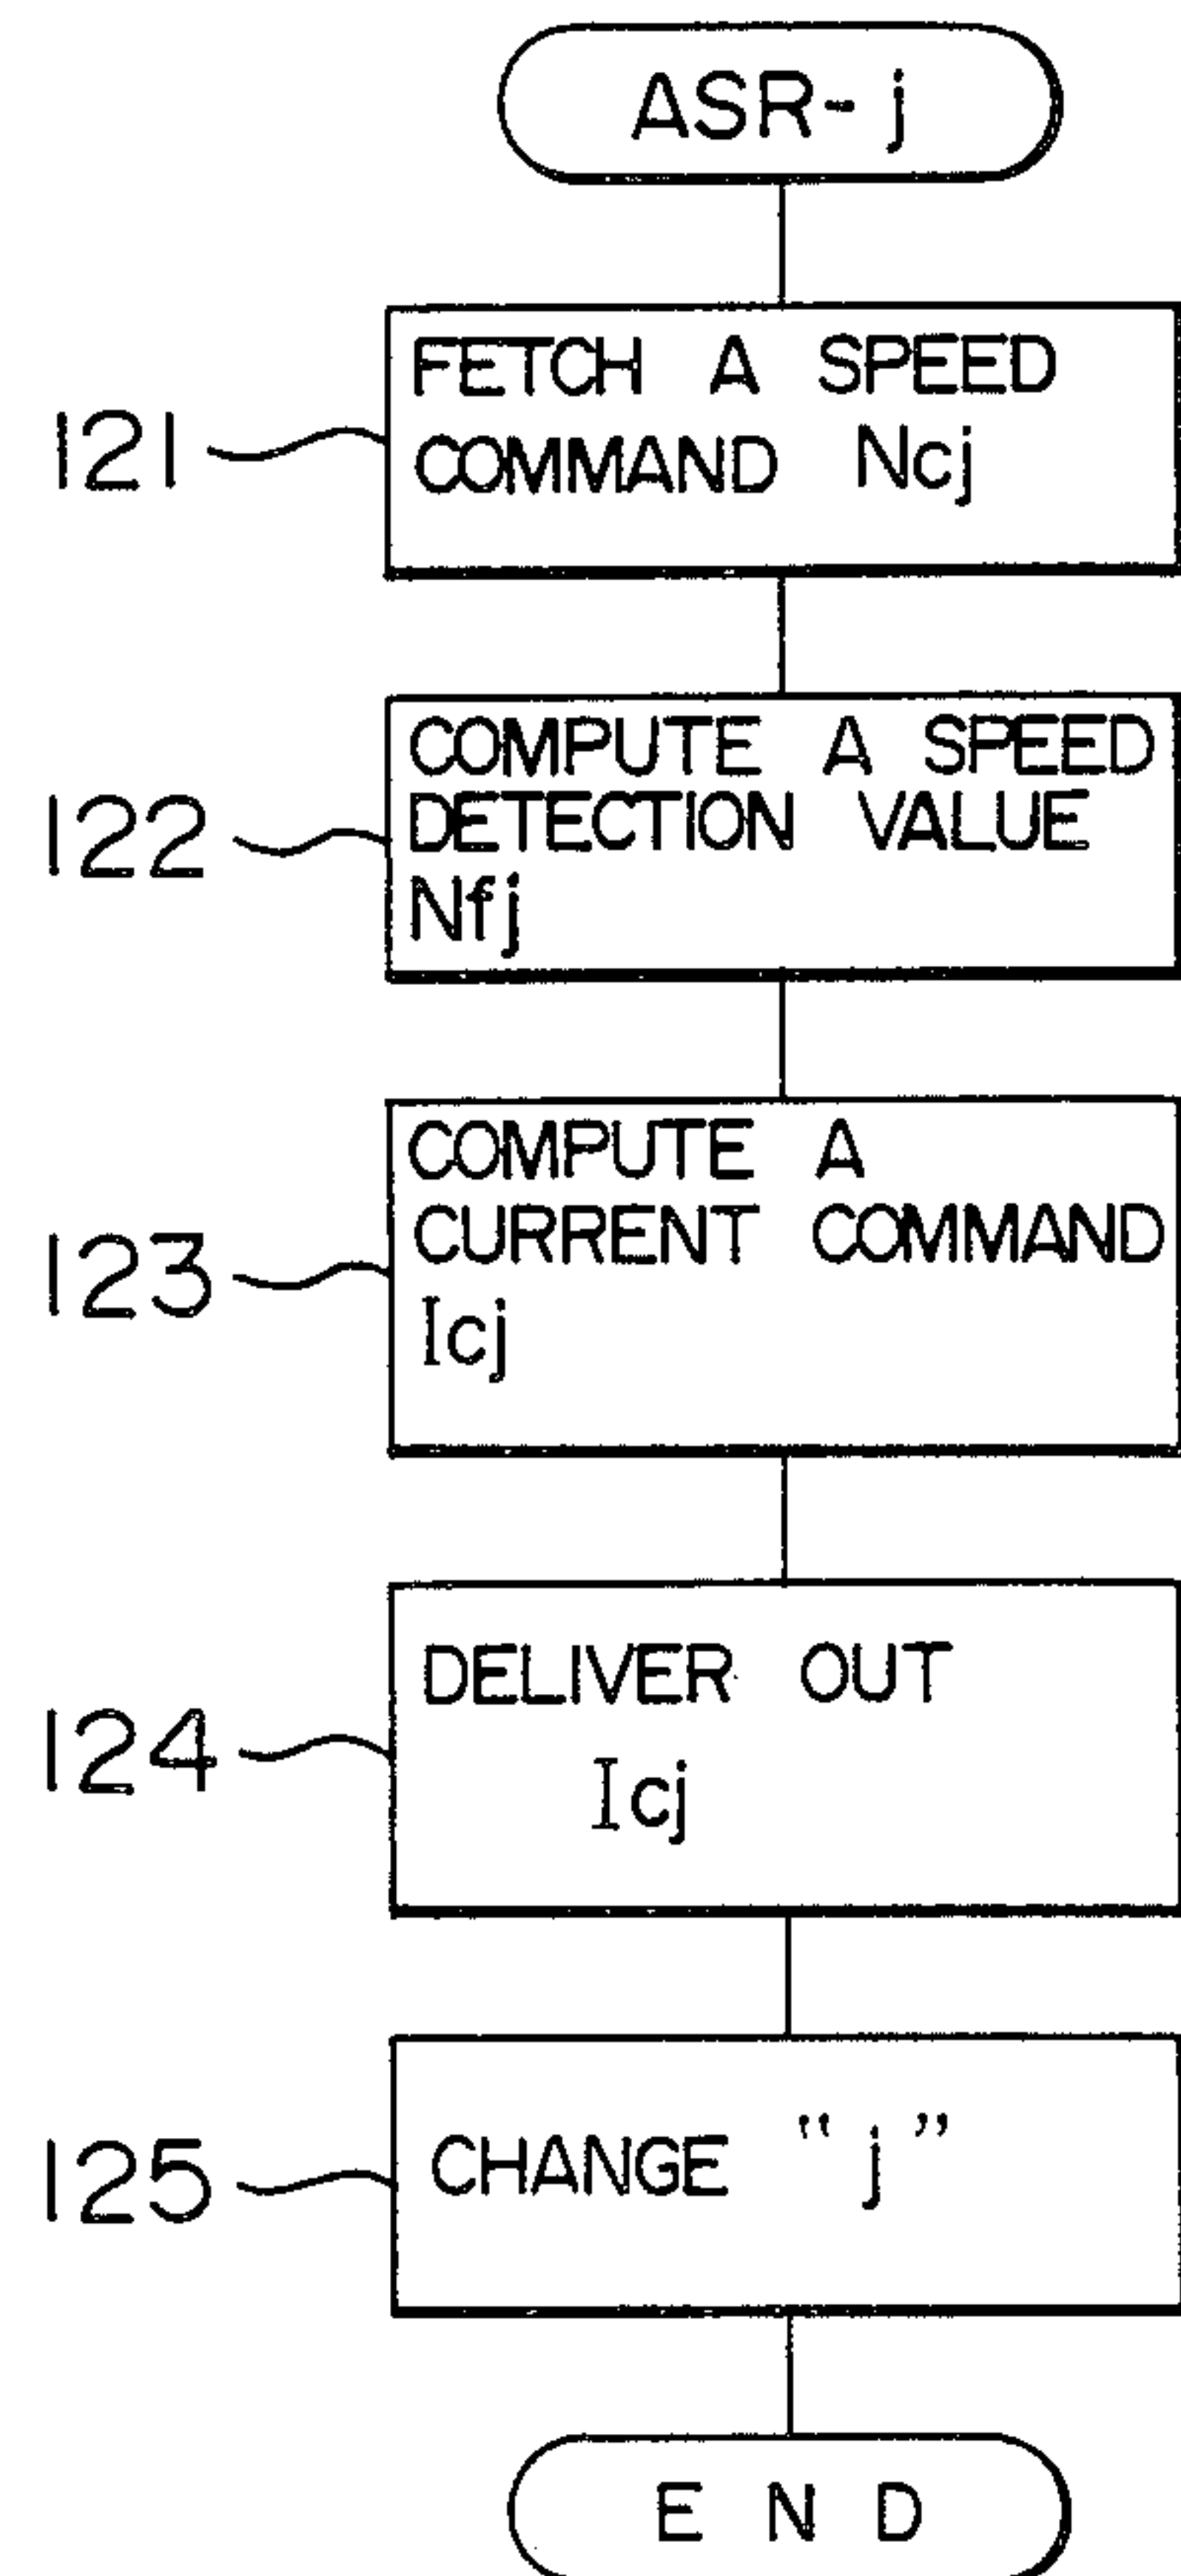 ASR-j
FETCH A SPEED
121
COMMAND Ncj
COMPUTE A SPEED
122
DETECTION VALUE
Nfj
COMPUTE A
123
CURRENT COMMAND
Icj
DELIVER OUT
124
Icj
125
CHANGE "j"
END